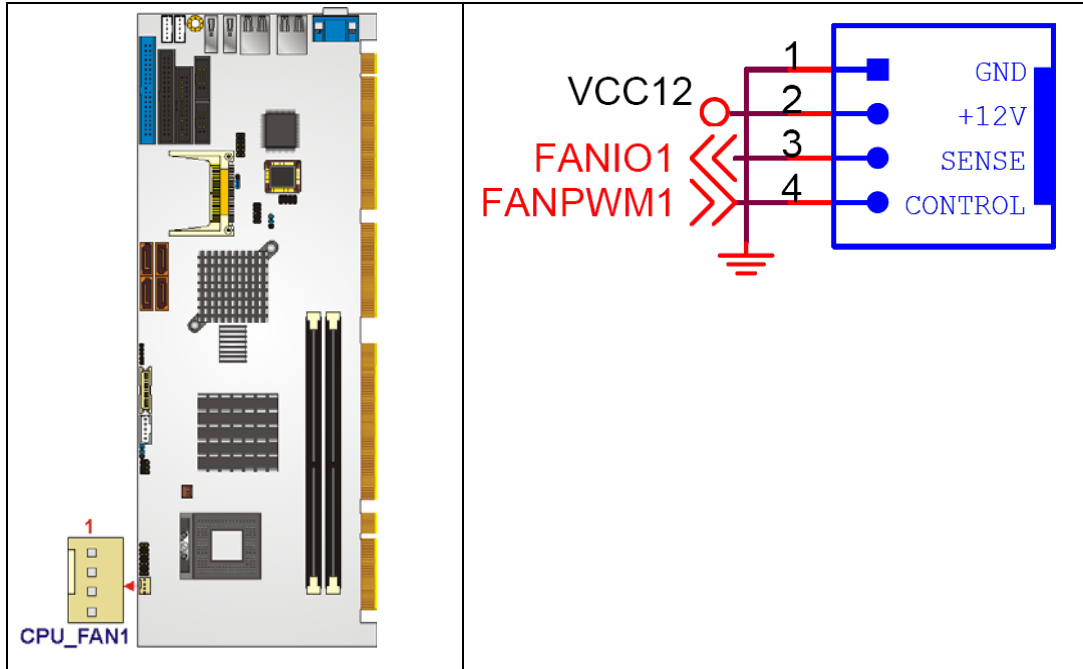 1
CPU_FAN1
VCC12
FANIO1
FANPWM1
1
2
3
4
GND
+12V
SENSE
CONTROL